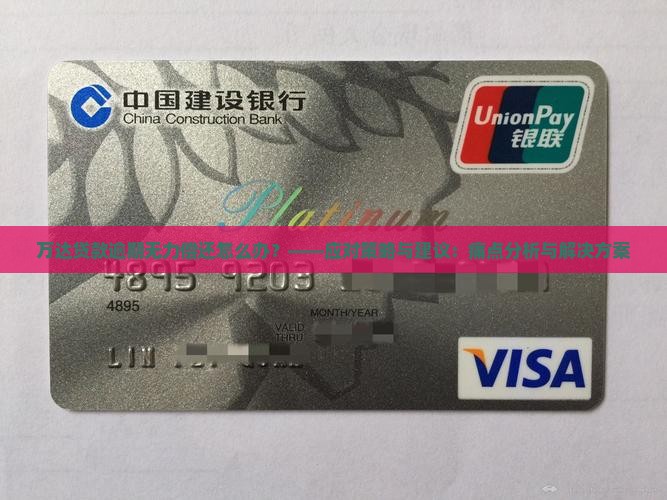 中国建设银行
China Construction Bank
UnionPay
银联
Platinum
万达贷款逾期无力偿还怎么办？——应对策略与建议：痛点分析与解决方案
4895 9203
4895
MONTH/YEAR
VALID
THRU
LIN
VISA